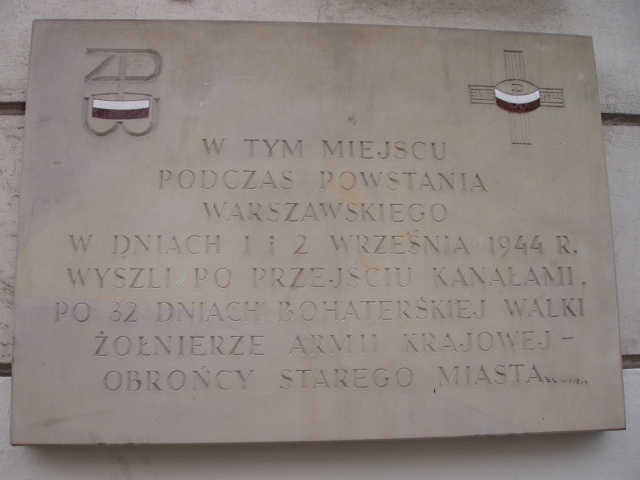 W TYM MIEJSCU
PODCZAS POWSTANIA
WARSZAWSKIEGO
W DNIACH 1 i 2 WRZEŚNIA 1944 R.
WYSZLI PO PRZEJŚCIU KANAŁAMI,
PO 32 DNIACH BOHATERSKIEJ WALKI
ŻOŁNIERZE ARMII KRAJOWEJ –
OBROŃCY STAREGO MIASTA